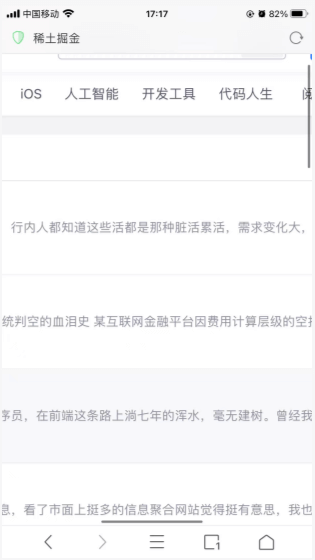 中国移动 17:17 82%
稀土掘金
iOS 人工智能 开发工具 代码人生
行内人都知道这些活都是那种脏活累活，需求变化大，
统判空的血泪史 某互联网金融平台因费用计算层级的空
序员，在前端这条路上淌七年的浑水，毫无建树。曾经我
息，看了市面上挺多的信息聚合网站觉得挺有意思，我也
1